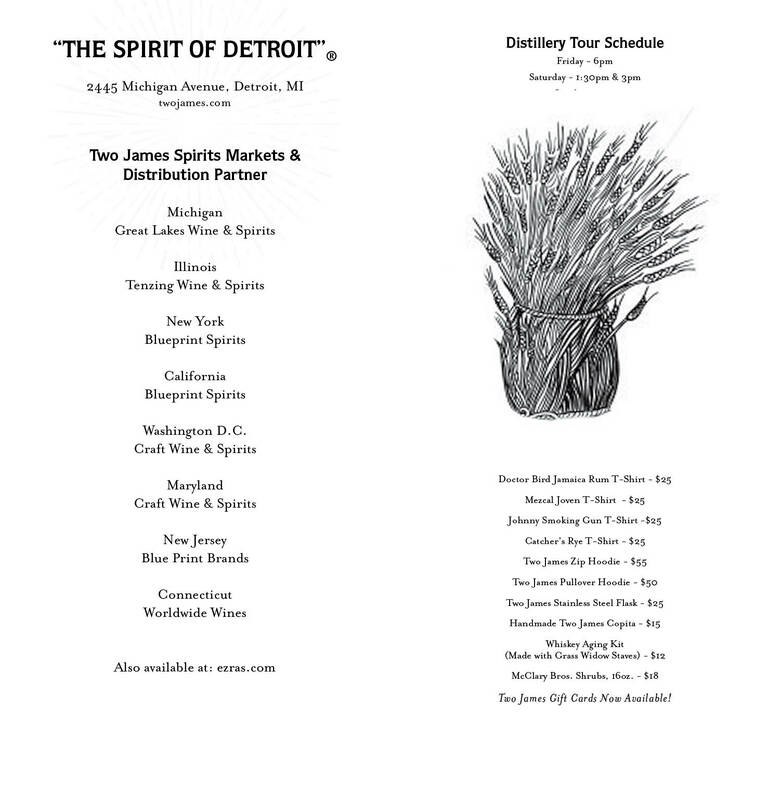 “THE SPIRIT OF DETROIT”®
2445 Michigan Avenue, Detroit, MI
twojames.com
Two James Spirits Markets &
Distribution Partner
Michigan
Great Lakes Wine & Spirits
Illinois
Tenzing Wine & Spirits
New York
Blueprint Spirits
California
Blueprint Spirits
Washington D.C.
Craft Wine & Spirits
Maryland
Craft Wine & Spirits
New Jersey
Blue Print Brands
Connecticut
Worldwide Wines
Also available at: ezras.com
Distillery Tour Schedule
Friday - 6pm
Saturday - 1:30pm & 3pm
Doctor Bird Jamaica Rum T-Shirt - $25
Mezcal Joven T-Shirt  - $25
Johnny Smoking Gun T-Shirt -$25
Catcher's Rye T-Shirt - $25
Two James Zip Hoodie - $55
Two James Pullover Hoodie - $50
Two James Stainless Steel Flask - $25
Handmade Two James Copita - $15
Whiskey Aging Kit
(Made with Grass Widow Staves) - $12
McClary Bros. Shrubs, 16oz. - $18
Two James Gift Cards Now Available!